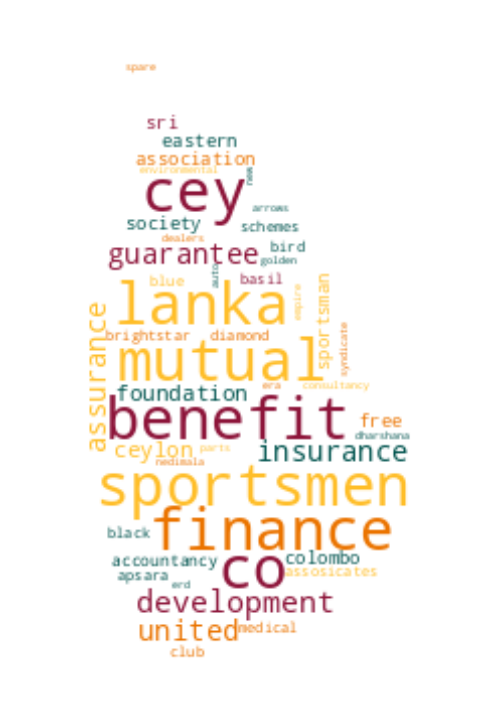 spare
sri
eastern
association
environmental
new
cey
arrows
society
schemes
dealers
bird
guarantee
golden
auto
basil
blue
lanka
empire
sportsman
assurance
brightstar
diamond
syndicate
mutual
era
consultancy
foundation
benefit
free
dharshana
insurance
ceylon
parts
nedimala
sportsmen
finance
black
co
colombo
accountancy
assosicates
apsara
erd
development
united
medical
club